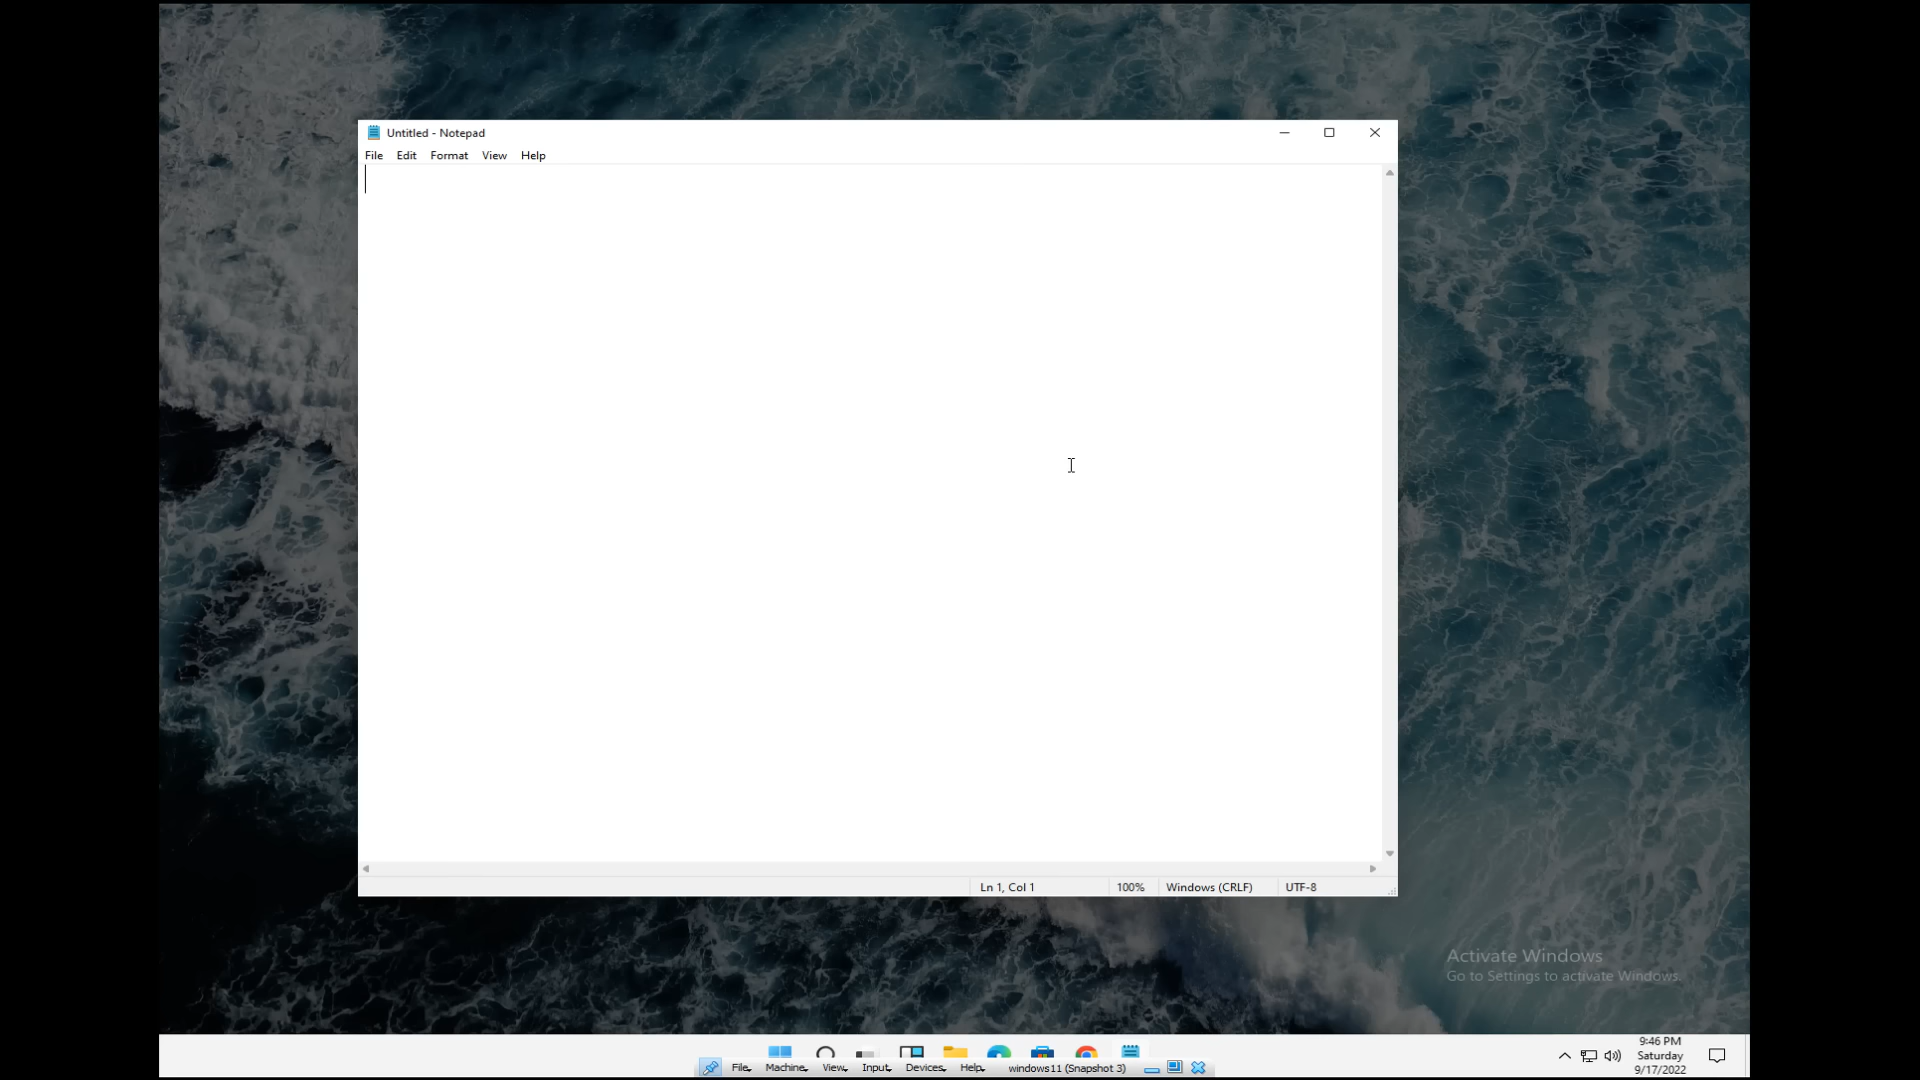 Untitled - Notepad
File Edit Format View Help
Ln 1, Col 1 100% Windows (CRLF) UTF-8
Activate Windows
Go to Settings to activate Windows.
9:46 PM
Saturday
9/17/2022
File Machine View Input Devices Help windows11 (Snapshot 3)